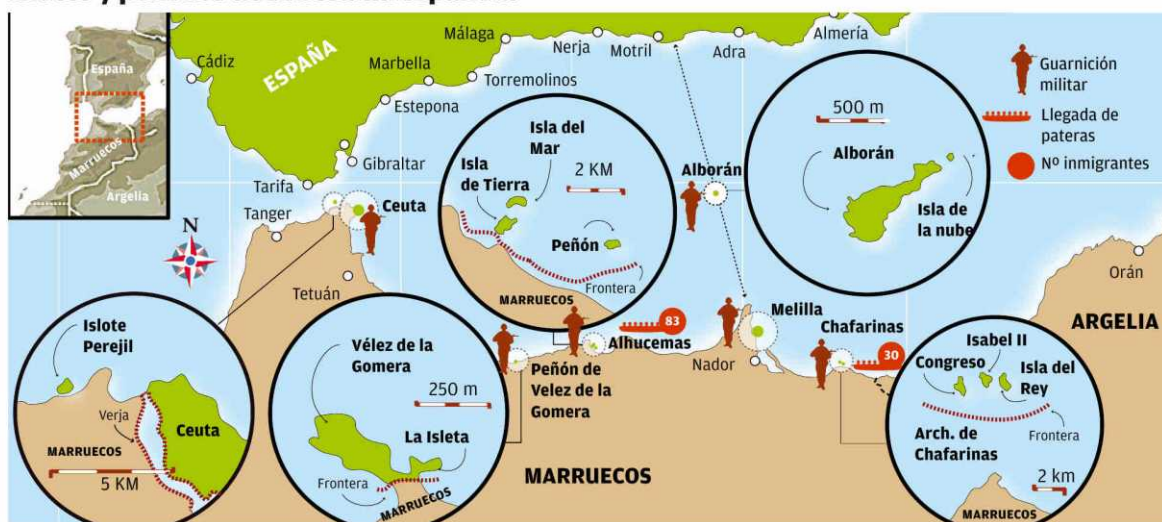 España
Marruecos
Argelia
N
Cádiz
ESPAÑA
Málaga
Nerja
Motril
Adra
Almería
Marbella
Torremolinos
Estepona
Gibraltar
Tarifa
Tanger
Ceuta
Tetuán
Isla del
Mar
Isla
de Tierra
2 KM
Peñón
Frontera
MARRUECOS
Alborán
500 m
Alborán
Isla de
la nube
Guarnición
militar
Llegada de
pateras
Nº inmigrantes
Orán
ARGELIA
Islote
Perejil
Verja
Ceuta
MARRUECOS
5 KM
Vélez de la
Gomera
250 m
La Isleta
Frontera
MARRUECOS
83
Alhucemas
Peñón de
Velez de la
Gomera
Melilla
Nador
Chafarinas
30
MARRUECOS
Isabel II
Congreso
Isla del
Rey
Frontera
Arch. de
Chafarinas
2 km
MARRUECOS